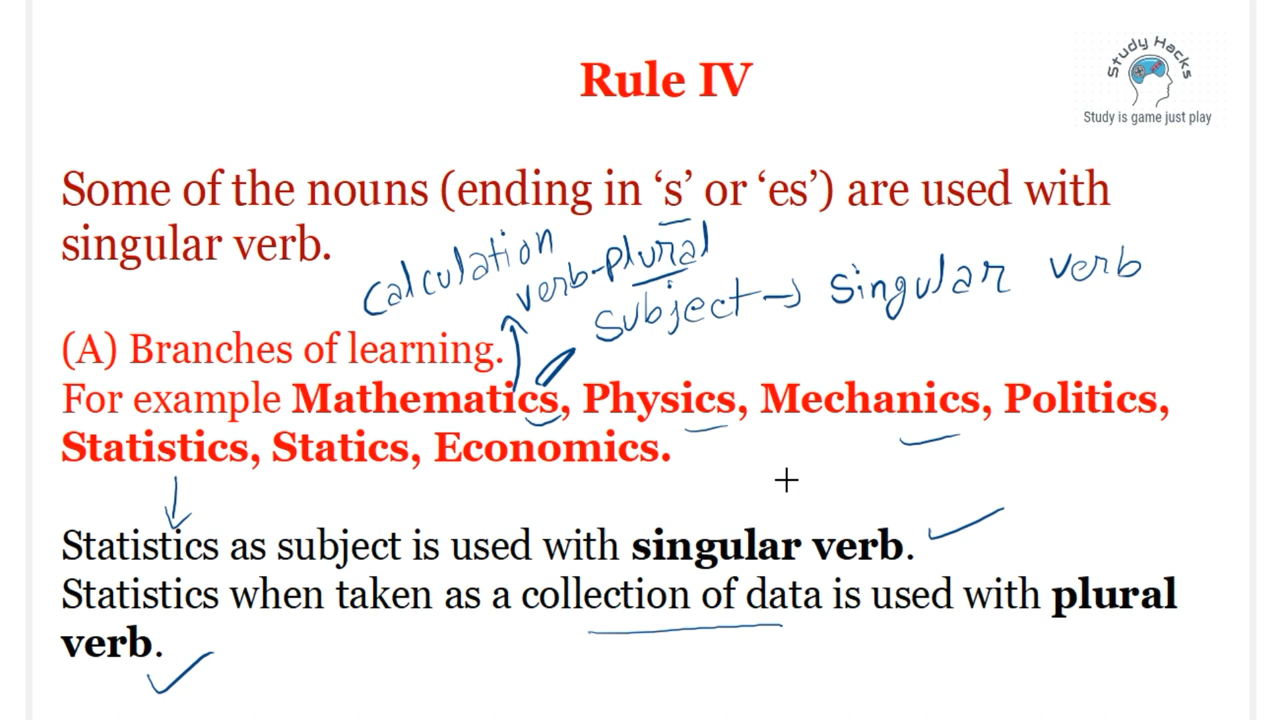 Rule IV
Study Hacks
Study is game just play
Some of the nouns (ending in ‘s’ or ‘es’) are used with
singular verb.
calculation
verb-plural
subject → singular verb
(A) Branches of learning.
For example Mathematics, Physics, Mechanics, Politics,
Statistics, Statics, Economics.
Statistics as subject is used with singular verb.
Statistics when taken as a collection of data is used with plural
verb.